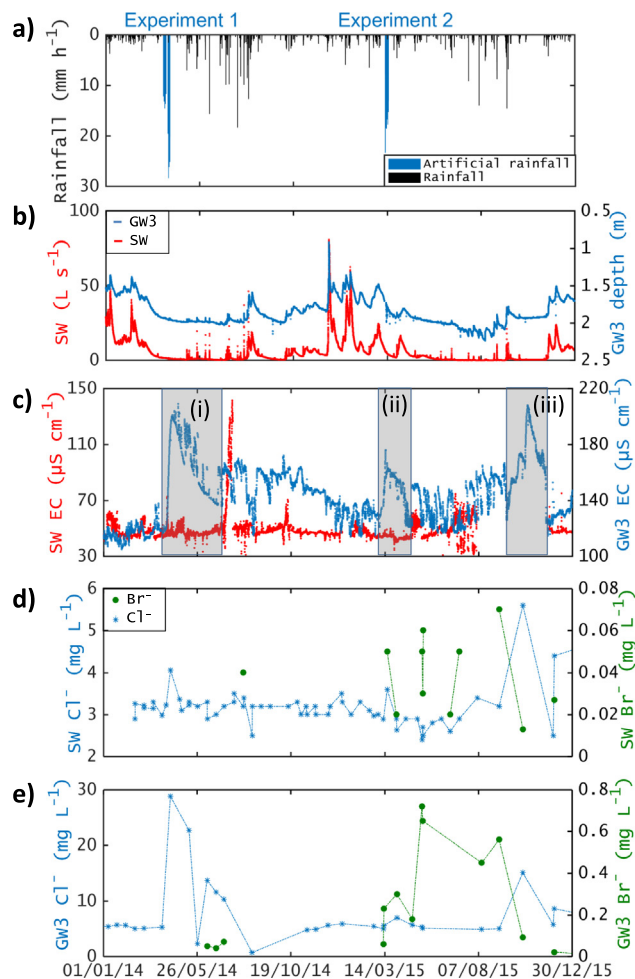 Experiment 1 Experiment 2
a)
0
10
20
30
Rainfall (mm h⁻¹)
Artificial rainfall
Rainfall
b)
100
50
0
SW (L s⁻¹)
GW3
SW
0.5
1
1.5
2
2.5
GW3 depth (m)
c)
150
110
70
30
SW EC (µS cm⁻¹)
(i) (ii) (iii)
220
180
140
100
GW3 EC (µS cm⁻¹)
d)
6
5
4
3
2
SW Cl⁻ (mg L⁻¹)
Br⁻
Cl⁻
0.08
0.06
0.04
0.02
0
SW Br⁻ (mg L⁻¹)
e)
30
20
10
0
GW3 Cl⁻ (mg L⁻¹)
0.8
0.6
0.4
0.2
0
GW3 Br⁻ (mg L⁻¹)
01/01/14 26/05/14 19/10/14 14/03/15 07/08/15 30/12/15